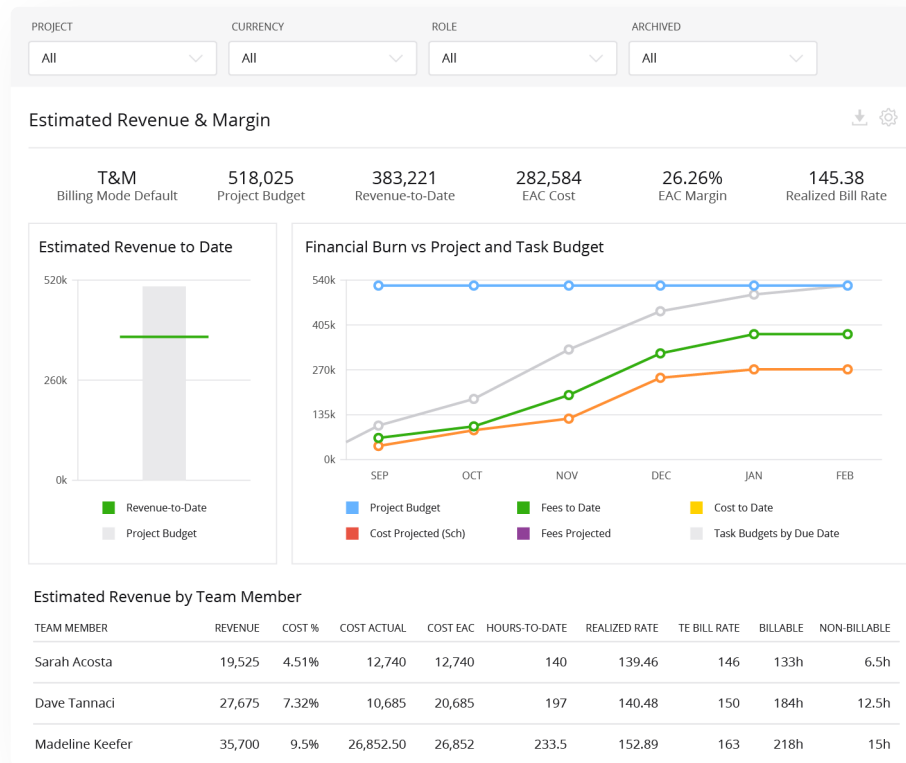 PROJECT CURRENCY ROLE ARCHIVED
All All All All
Estimated Revenue & Margin
T&M 518,025 383,221 282,584 26.26% 145.38
Billing Mode Default Project Budget Revenue-to-Date EAC Cost EAC Margin Realized Bill Rate
Estimated Revenue to Date
520k
260k
0k
Revenue-to-Date
Project Budget
Financial Burn vs Project and Task Budget
540k
405k
270k
135k
0k
SEP OCT NOV DEC JAN FEB
Project Budget Fees to Date Cost to Date
Cost Projected (Sch) Fees Projected Task Budgets by Due Date
Estimated Revenue by Team Member
TEAM MEMBER REVENUE COST % COST ACTUAL COST EAC HOURS-TO-DATE REALIZED RATE TE BILL RATE BILLABLE NON-BILLABLE
Sarah Acosta 19,525 4.51% 12,740 12,740 140 139.46 146 133h 6.5h
Dave Tannaci 27,675 7.32% 10,685 20,685 197 140.48 150 184h 12.5h
Madeline Keefer 35,700 9.5% 26,852.50 26,852 233.5 152.89 163 218h 15h